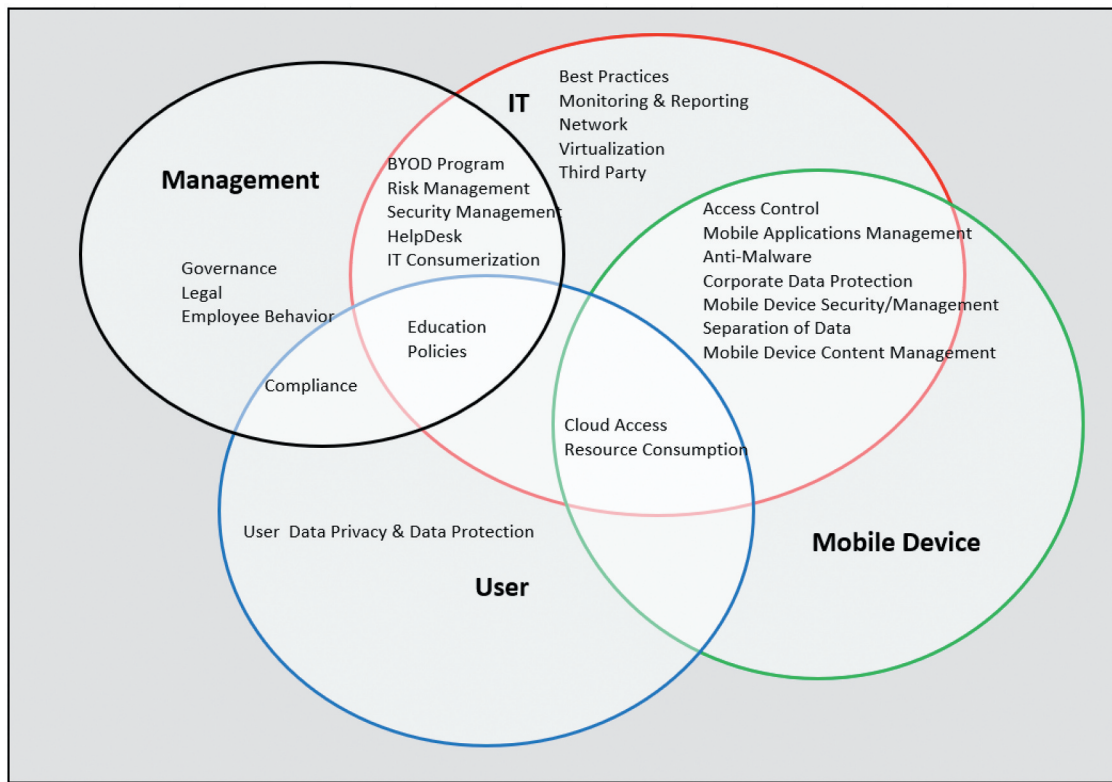 IT
Best Practices
Monitoring & Reporting
Network
Virtualization
Third Party
Management
BYOD Program
Risk Management
Security Management
HelpDesk
IT Consumerization
Governance
Legal
Employee Behavior
Access Control
Mobile Applications Management
Anti-Malware
Corporate Data Protection
Mobile Device Security/Management
Separation of Data
Mobile Device Content Management
Education
Policies
Compliance
Cloud Access
Resource Consumption
User Data Privacy & Data Protection
User
Mobile Device